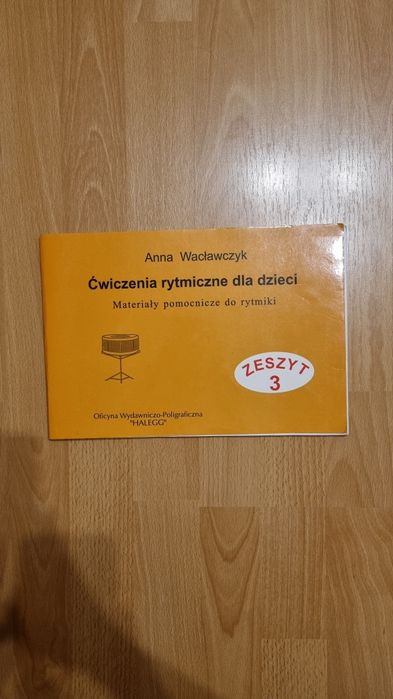 Anna Wacławczyk
Ćwiczenia rytmiczne dla dzieci
Materiały pomocnicze do rytmiki
ZESZYT
3
Oficyna Wydawniczo-Poligraficzna
"HALEGG"